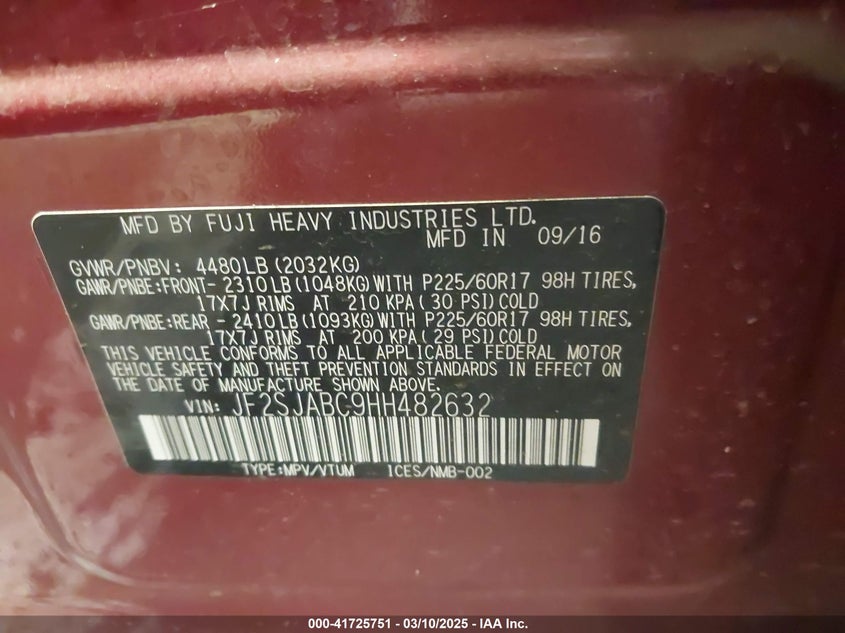 MFD BY FUJI HEAVY INDUSTRIES LTD.
MFD IN 09/16
GVWR/PNBV: 4480LB(2032KG)
GAWR/PNBE:FRONT- 2310LB(1048KG)WITH P225/60R17 98H TIRES,
17X7J RIMS AT 210 KPA( 30 PSI)COLD
GAWR/PNBE:REAR - 2410LB(1093KG)WITH P225/60R17 98H TIRES,
17X7J RIMS AT 200 KPA( 29 PSI)COLD
THIS VEHICLE CONFORMS TO ALL APPLICABLE FEDERAL MOTOR
VEHICLE SAFETY AND THEFT PREVENTION STANDARDS IN EFFECT ON
THE DATE OF MANUFACTURE SHOWN ABOVE.
VIN: JF2SJABC9HH482632
TYPE:MPV/VTUM ICES/NMB-002
000-41725751 — 03/10/2025 — IAA Inc.